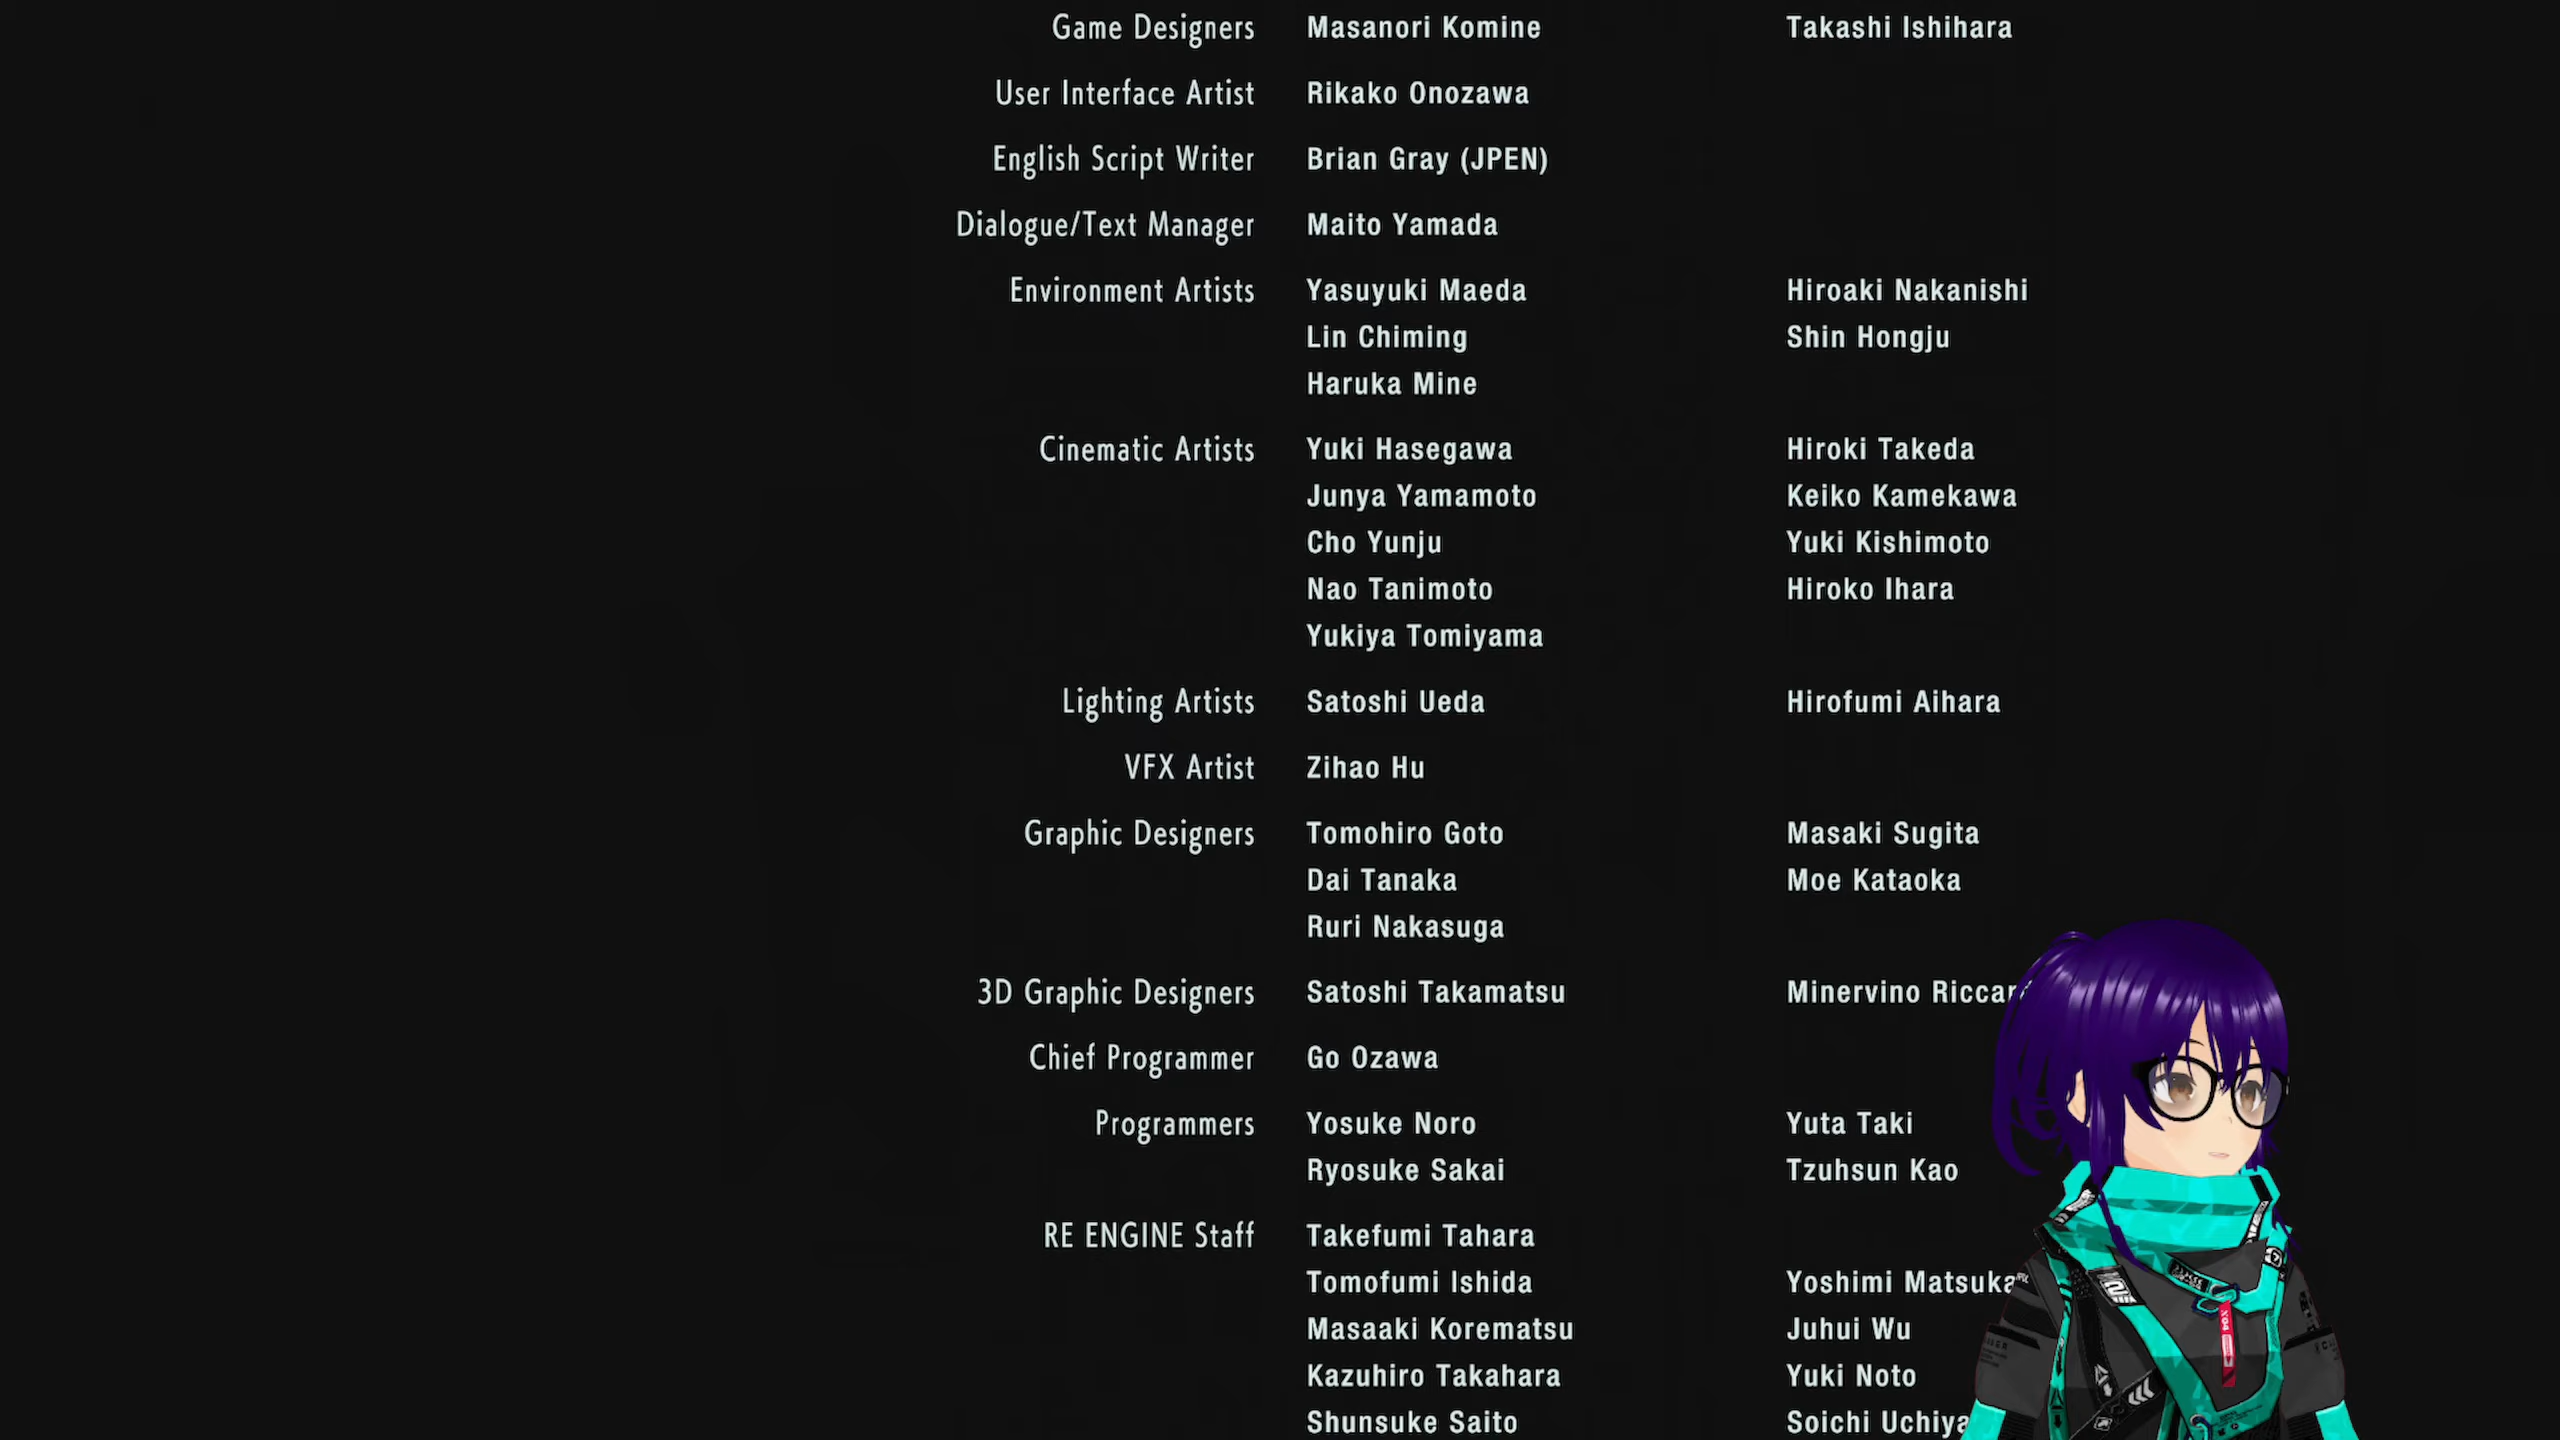 Game Designers Masanori Komine Takashi Ishihara
User Interface Artist Rikako Onozawa
English Script Writer Brian Gray (JPEN)
Dialogue/Text Manager Maito Yamada
Environment Artists Yasuyuki Maeda Hiroaki Nakanishi
Lin Chiming Shin Hongju
Haruka Mine
Cinematic Artists Yuki Hasegawa Hiroki Takeda
Junya Yamamoto Keiko Kamekawa
Cho Yunju Yuki Kishimoto
Nao Tanimoto Hiroko Ihara
Yukiya Tomiyama
Lighting Artists Satoshi Ueda Hirofumi Aihara
VFX Artist Zihao Hu
Graphic Designers Tomohiro Goto Masaki Sugita
Dai Tanaka Moe Kataoka
Ruri Nakasuga
3D Graphic Designers Satoshi Takamatsu Minervino
Chief Programmer Go Ozawa
Programmers Yosuke Noro Yuta Taki
Ryosuke Sakai Tzuhsun Kao
RE ENGINE Staff Takefumi Tahara
Tomofumi Ishida Yoshimi
Masaaki Korematsu Juhui Wu
Kazuhiro Takahara Yuki Noto
Shunsuke Saito Soichi